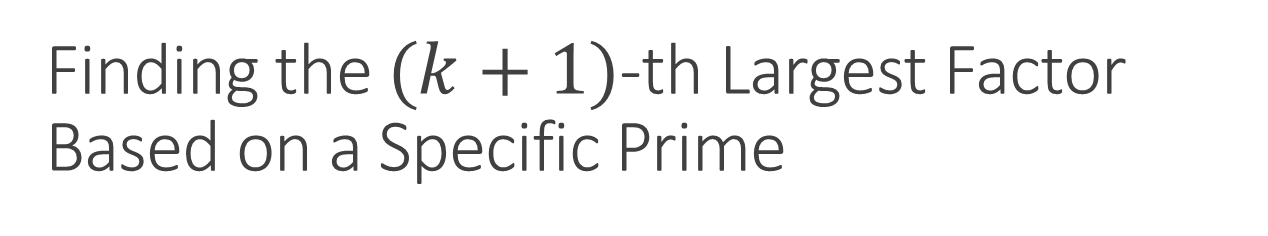 Finding the (k + 1)-th Largest Factor
Based on a Specific Prime